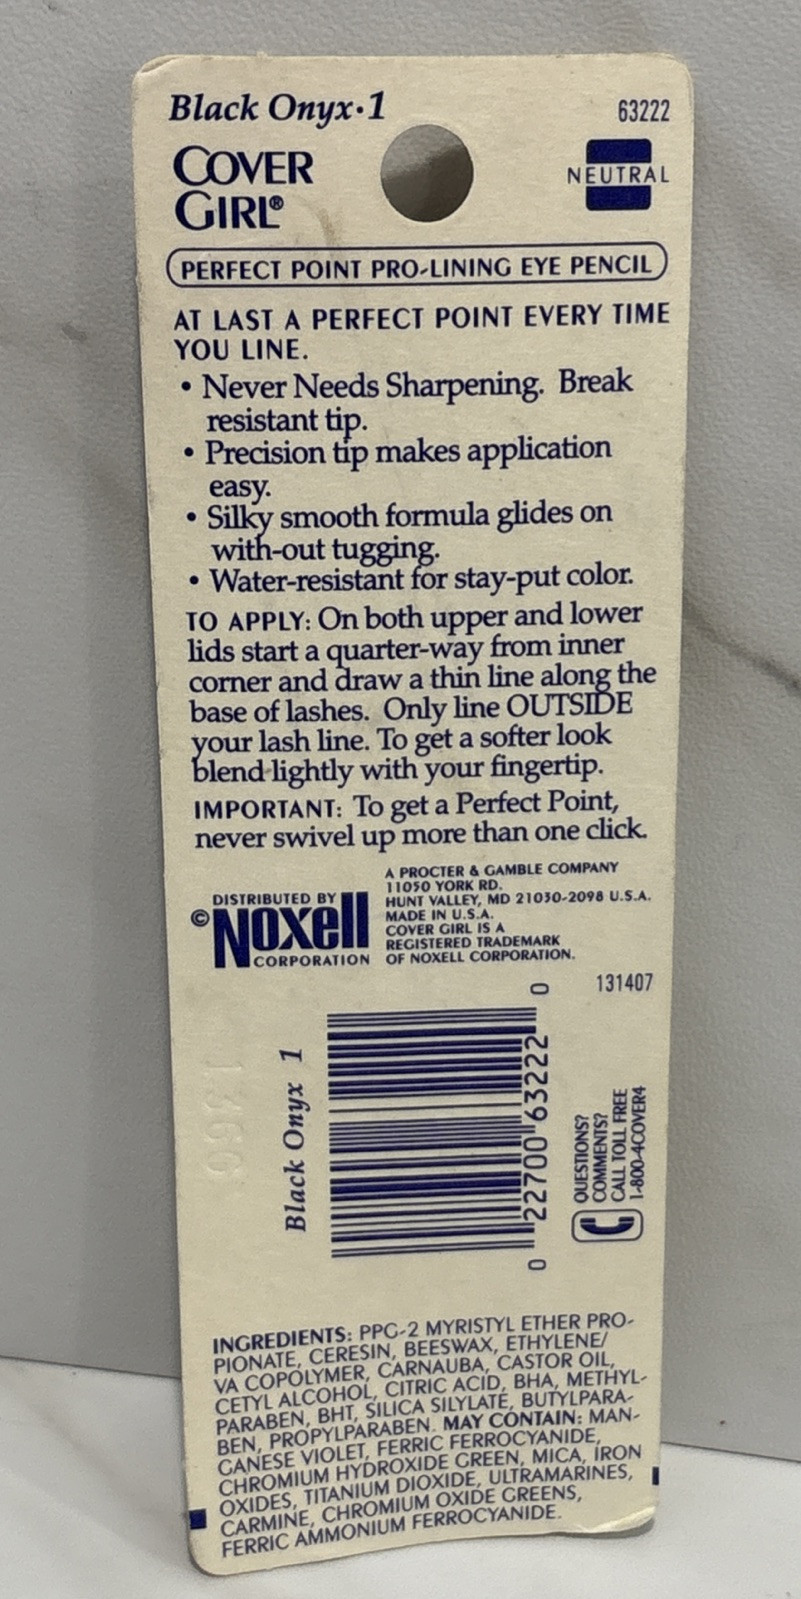 Black Onyx·1
63222
COVER
GIRL®
NEUTRAL
PERFECT POINT PRO-LINING EYE PENCIL
AT LAST A PERFECT POINT EVERY TIME
YOU LINE.
• Never Needs Sharpening. Break
resistant tip.
• Precision tip makes application
easy.
• Silky smooth formula glides on
with-out tugging.
• Water-resistant for stay-put color.
TO APPLY: On both upper and lower
lids start a quarter-way from inner
corner and draw a thin line along the
base of lashes. Only line OUTSIDE
your lash line. To get a softer look
blend lightly with your fingertip.
IMPORTANT: To get a Perfect Point,
never swivel up more than one click.
DISTRIBUTED BY
© Noxell
CORPORATION
A PROCTER & GAMBLE COMPANY
11050 YORK RD.
HUNT VALLEY, MD 21030-2098 U.S.A.
MADE IN U.S.A.
COVER GIRL IS A
REGISTERED TRADEMARK
OF NOXELL CORPORATION.
131407
Black Onyx 1
0 22700 63222 0
QUESTIONS?
COMMENTS?
CALL TOLL FREE
1-800-4COVER4
1366
INGREDIENTS: PPG-2 MYRISTYL ETHER PRO-
PIONATE, CERESIN, BEESWAX, ETHYLENE/
VA COPOLYMER, CARNAUBA, CASTOR OIL,
CETYL ALCOHOL, CITRIC ACID, BHA, METHYL-
PARABEN, BHT, SILICA SILYLATE, BUTYLPARA-
BEN, PROPYLPARABEN. MAY CONTAIN: MAN-
GANESE VIOLET, FERRIC FERROCYANIDE,
CHROMIUM HYDROXIDE GREEN, MICA, IRON
OXIDES, TITANIUM DIOXIDE, ULTRAMARINES,
CARMINE, CHROMIUM OXIDE GREENS,
FERRIC AMMONIUM FERROCYANIDE.